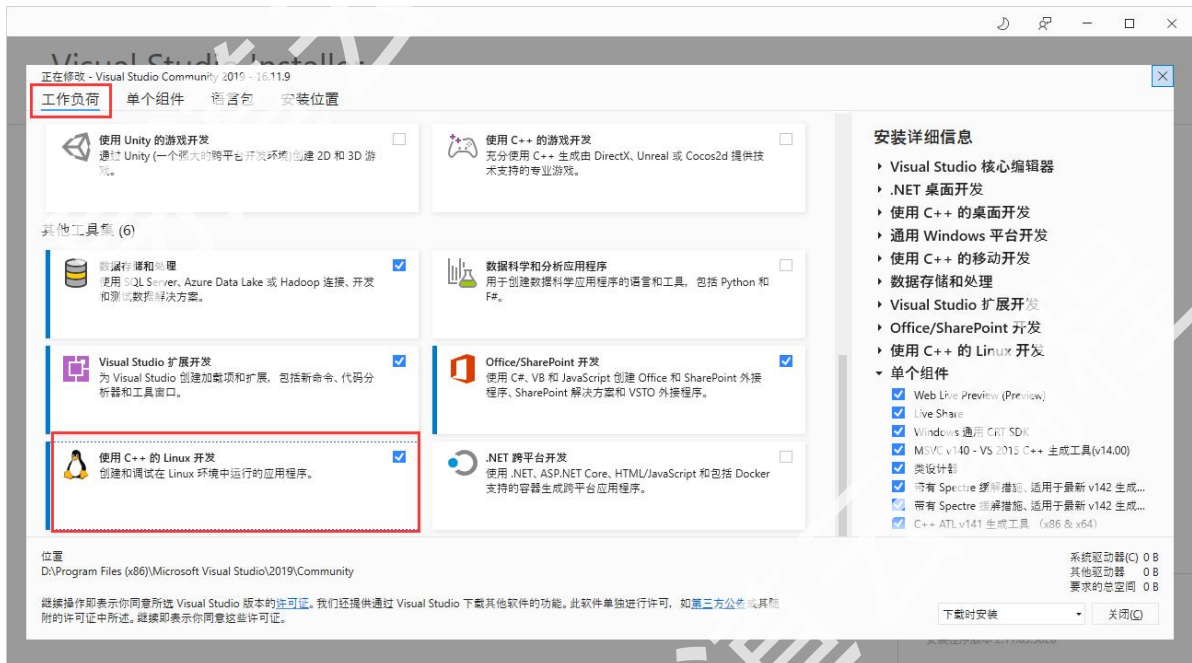 Visual Studio Installer
正在修改 - Visual Studio Community 2019 - 16.11.9
工作负荷 单个组件 语言包 安装位置
使用 Unity 的游戏开发
通过 Unity (一个强大的跨平台开发环境)创建 2D 和 3D 游
戏。
使用 C++ 的游戏开发
充分使用 C++ 生成由 DirectX、Unreal 或 Cocos2d 提供技
术支持的专业游戏。
其他工具集 (6)
数据存储和处理
使用 SQL Server、Azure Data Lake 或 Hadoop 连接、开发
和测试数据解决方案。
数据科学和分析应用程序
用于创建数据科学应用程序的语言和工具，包括 Python 和
F#。
Visual Studio 扩展开发
为 Visual Studio 创建加载项和扩展，包括新命令、代码分
析器和工具窗口。
Office/SharePoint 开发
使用 C#、VB 和 JavaScript 创建 Office 和 SharePoint 外接
程序、SharePoint 解决方案和 VSTO 外接程序。
使用 C++ 的 Linux 开发
创建和调试在 Linux 环境中运行的应用程序。
.NET 跨平台开发
使用 .NET、ASP.NET Core、HTML/JavaScript 和包括 Docker
支持的容器生成跨平台应用程序。
安装详细信息
Visual Studio 核心编辑器
.NET 桌面开发
使用 C++ 的桌面开发
通用 Windows 平台开发
使用 C++ 的移动开发
数据存储和处理
Visual Studio 扩展开发
Office/SharePoint 开发
使用 C++ 的 Linux 开发
单个组件
Web Live Preview (Preview)
Live Share
Windows 通用 CRT SDK
MSVC v140 - VS 2015 C++ 生成工具(v14.00)
类设计器
带有 Spectre 缓解措施、适用于最新 v142 生成...
带有 Spectre 缓解措施、适用于最新 v142 生成...
C++ ATL v141 生成工具 （x86 & x64）
位置
D:\Program Files (x86)\Microsoft Visual Studio\2019\Community
继续操作即表示你同意所选 Visual Studio 版本的许可证。我们还提供通过 Visual Studio 下载其他软件的功能。此软件单独进行许可，如第三方公告或其随
附的许可证中所述。继续即表示你同意这些许可证。
系统驱动器(C) 0 B
其他驱动器 0 B
要求的总空间 0 B
下载时安装 关闭(C)